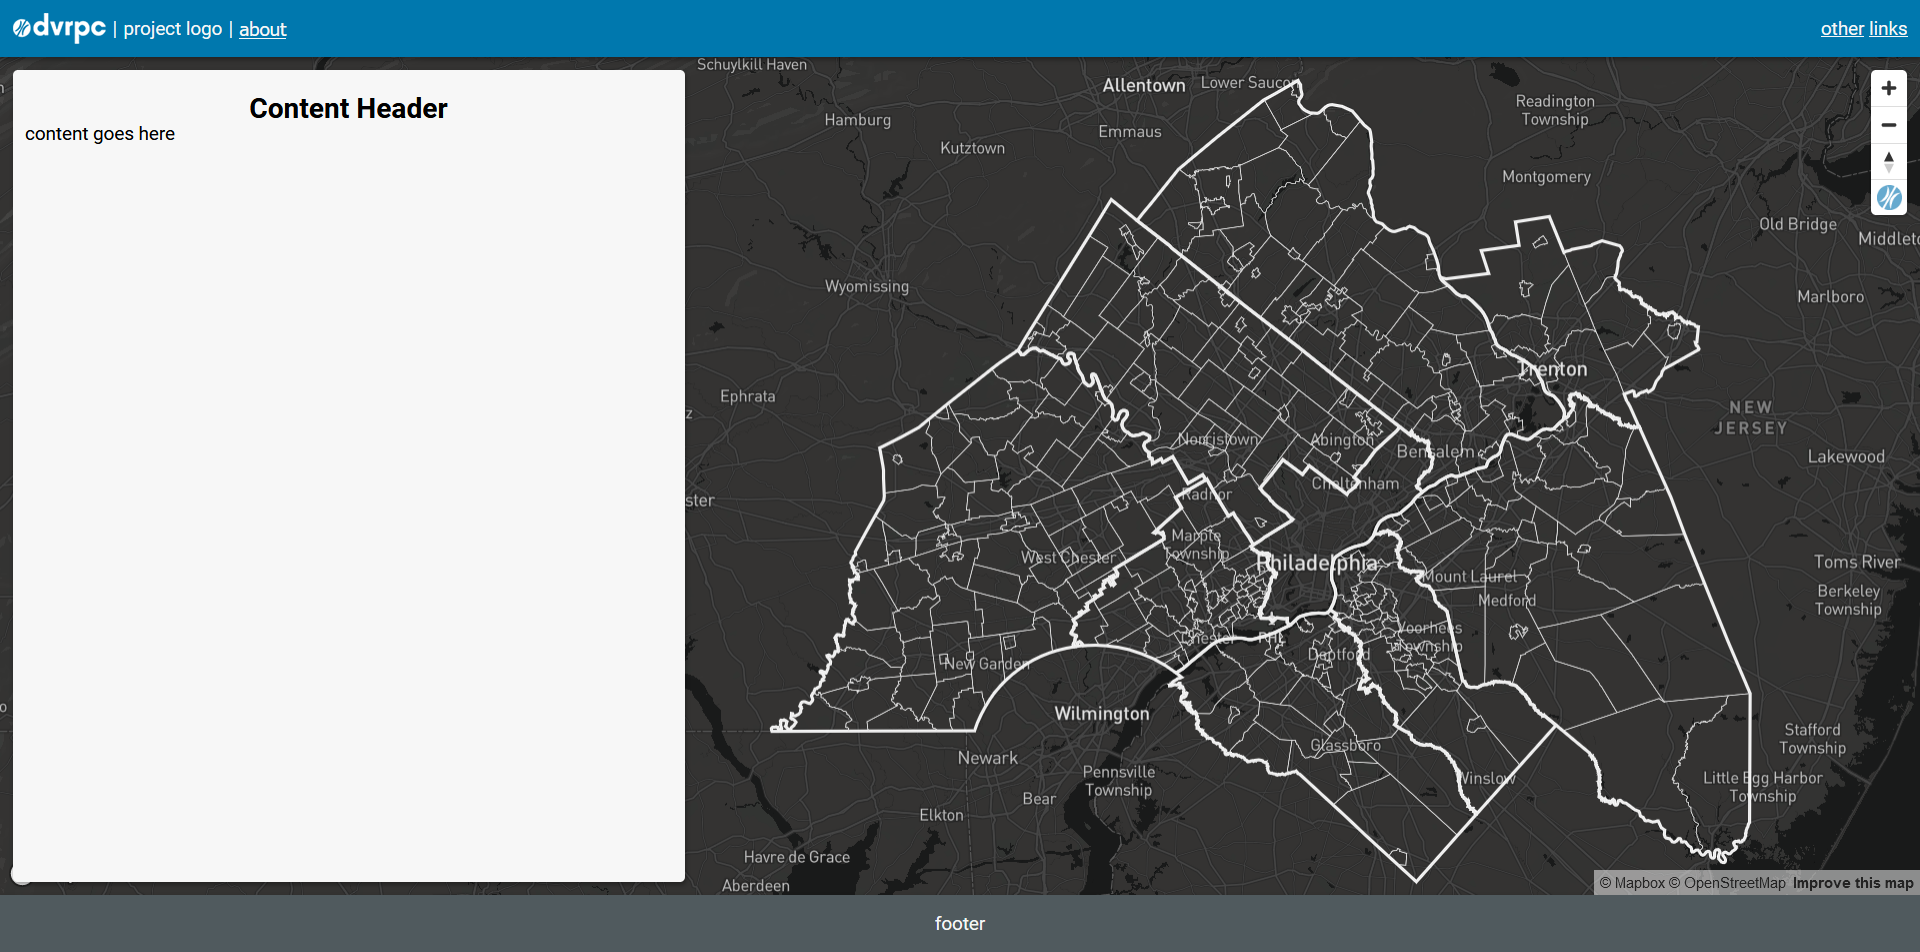 dvrpc | project logo | about
other links
Content Header
content goes here
Schuylkill Haven
Allentown
Lower Saucon
Hamburg
Emmaus
Kutztown
Readington
Township
Montgomery
Old Bridge
Middleto
Wyomissing
Marlboro
Trenton
Ephrata
NEW
JERSEY
Norristown
Abington
Bensalem
Lakewood
z
ster
Radnor
Cheltenham
Marple
Township
West Chester
Philadelphia
Mount Laurel
Toms River
Medford
Berkeley
Township
Voorhees
Township
Chester
PHL
Deptford
New Garden
Wilmington
Stafford
Township
Glassboro
Newark
Pennsville
Township
Winslow
Little Egg Harbor
Township
Bear
Elkton
Havre de Grace
Aberdeen
© Mapbox © OpenStreetMap Improve this map
footer